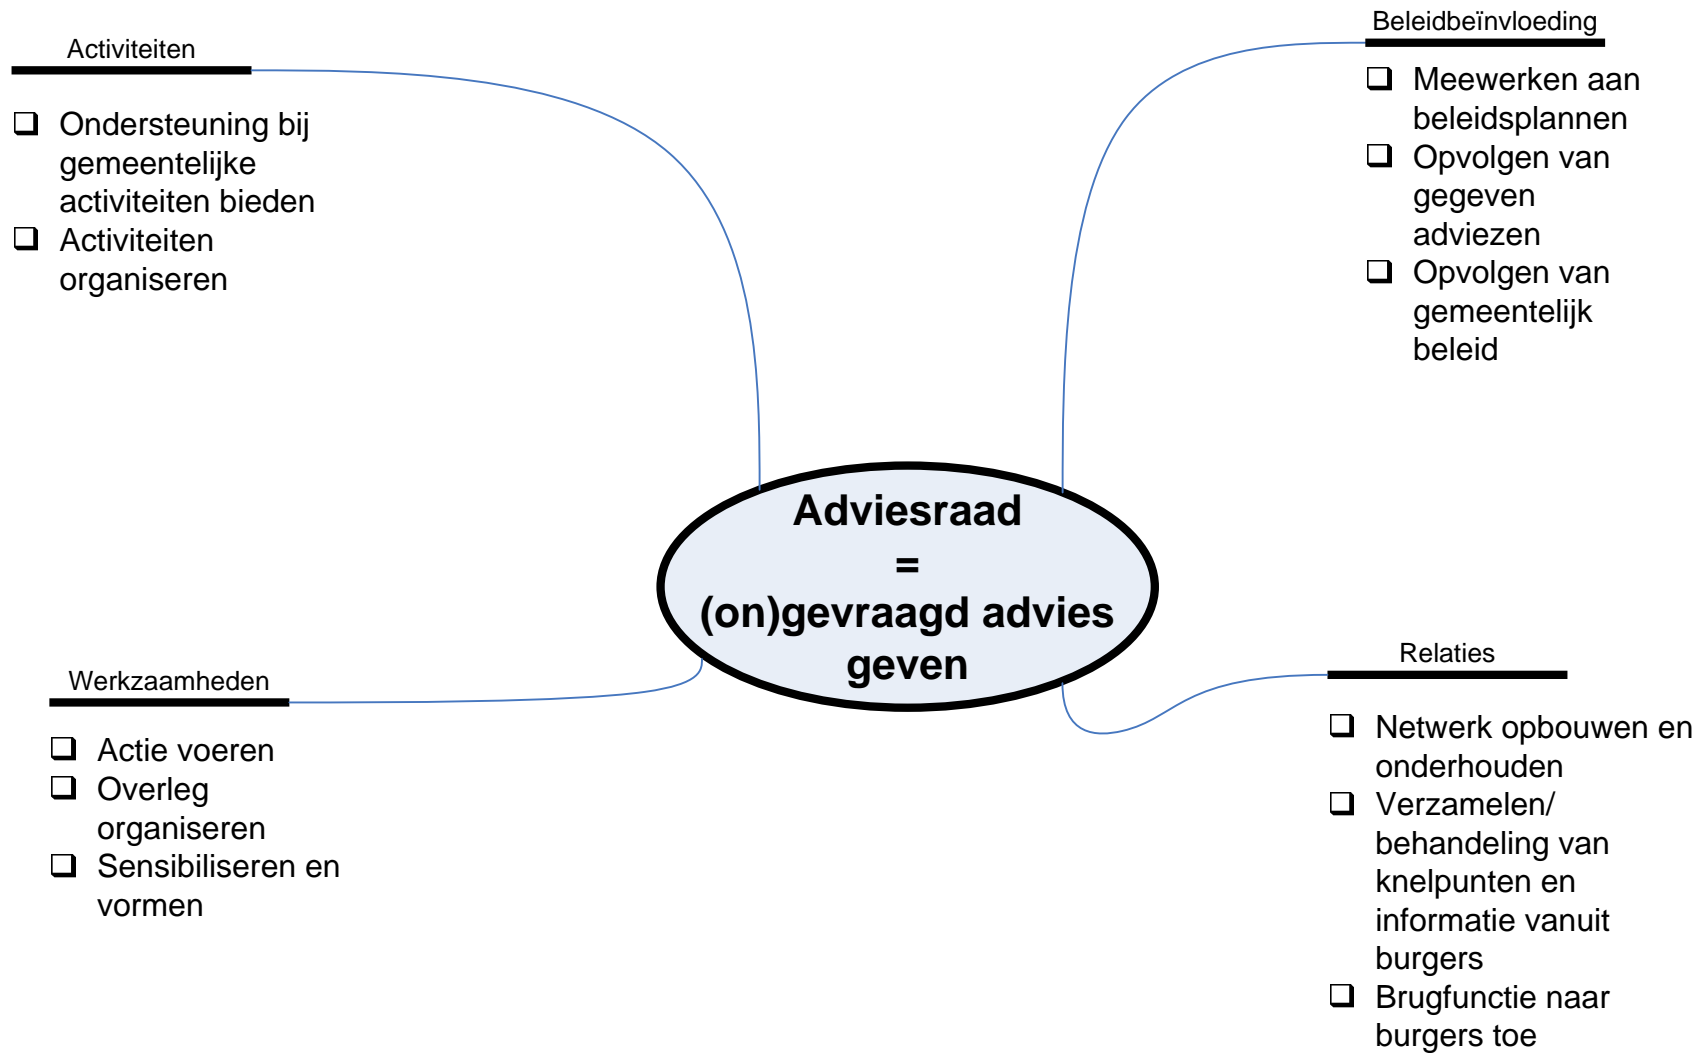 Activiteiten
Ondersteuning bij
gemeentelijke
activiteiten bieden
Activiteiten
organiseren
Beleidbeïnvloeding
Meewerken aan
beleidsplannen
Opvolgen van
gegeven
adviezen
Opvolgen van
gemeentelijk
beleid
Adviesraad
=
(on)gevraagd advies
geven
Werkzaamheden
Actie voeren
Overleg
organiseren
Sensibiliseren en
vormen
Relaties
Netwerk opbouwen en
onderhouden
Verzamelen/
behandeling van
knelpunten en
informatie vanuit
burgers
Brugfunctie naar
burgers toe